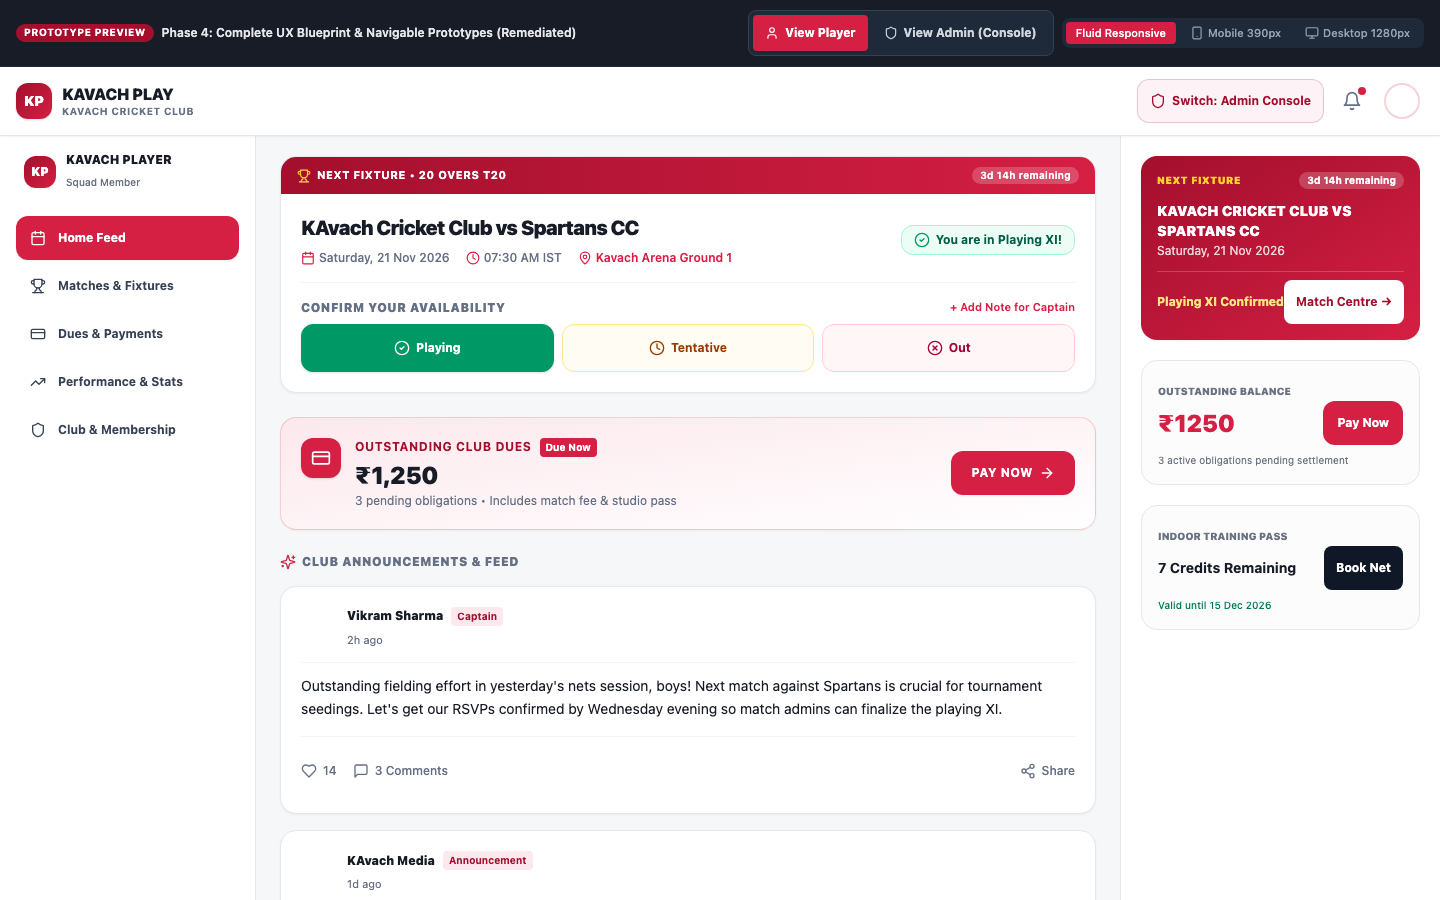 PROTOTYPE PREVIEW Phase 4: Complete UX Blueprint & Navigable Prototypes (Remediated)
View Player
View Admin (Console)
Fluid Responsive
Mobile 390px
Desktop 1280px
KP
KAVACH PLAY
KAVACH CRICKET CLUB
Switch: Admin Console
KP
KAVACH PLAYER
Squad Member
Home Feed
Matches & Fixtures
Dues & Payments
Performance & Stats
Club & Membership
NEXT FIXTURE • 20 OVERS T20
3d 14h remaining
KAvach Cricket Club vs Spartans CC
Saturday, 21 Nov 2026
07:30 AM IST
Kavach Arena Ground 1
You are in Playing XI!
CONFIRM YOUR AVAILABILITY
+ Add Note for Captain
Playing
Tentative
Out
OUTSTANDING CLUB DUES
Due Now
₹1,250
3 pending obligations • Includes match fee & studio pass
PAY NOW →
CLUB ANNOUNCEMENTS & FEED
Vikram Sharma
Captain
2h ago
Outstanding fielding effort in yesterday's nets session, boys! Next match against Spartans is crucial for tournament
seedings. Let's get our RSVPs confirmed by Wednesday evening so match admins can finalize the playing XI.
14
3 Comments
Share
KAvach Media
Announcement
1d ago
NEXT FIXTURE
3d 14h remaining
KAVACH CRICKET CLUB VS
SPARTANS CC
Saturday, 21 Nov 2026
Playing XI Confirmed
Match Centre →
OUTSTANDING BALANCE
₹1250
Pay Now
3 active obligations pending settlement
INDOOR TRAINING PASS
7 Credits Remaining
Book Net
Valid until 15 Dec 2026